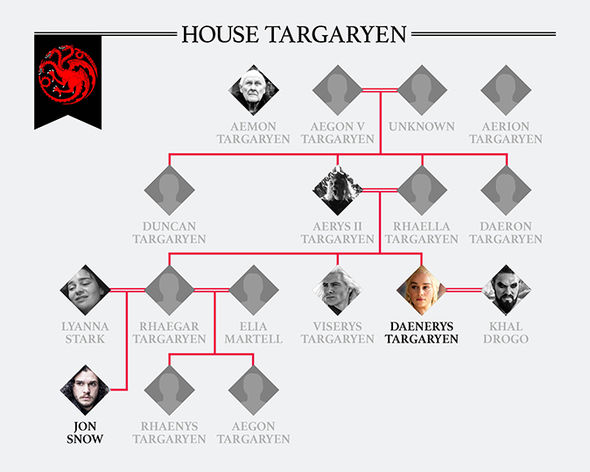 HOUSE TARGARYEN
AEMON
TARGARYEN
AEGON V
TARGARYEN
UNKNOWN
AERION
TARGARYEN
DUNCAN
TARGARYEN
AERYS II
TARGARYEN
RHAELLA
TARGARYEN
DAERON
TARGARYEN
LYANNA
STARK
RHAEGAR
TARGARYEN
ELIA
MARTELL
VISERYS
TARGARYEN
DAENERYS
TARGARYEN
KHAL
DROGO
JON
SNOW
RHAENYS
TARGARYEN
AEGON
TARGARYEN